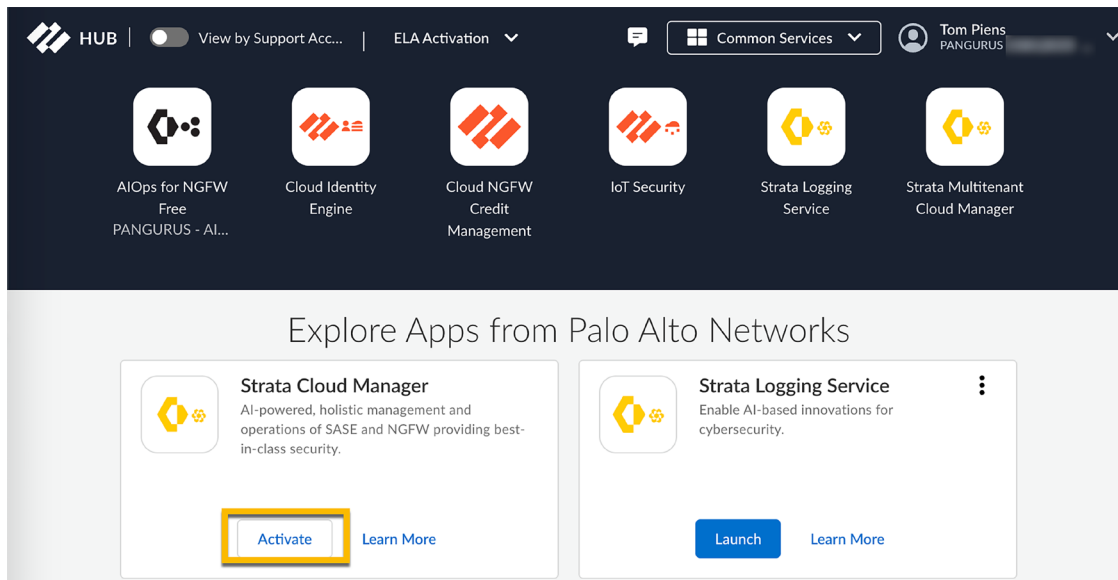 HUB
View by Support Acc...
ELA Activation
Common Services
Tom Piens
PANGURUS
AIOps for NGFW
Free
PANGURUS - AI...
Cloud Identity
Engine
Cloud NGFW
Credit
Management
IoT Security
Strata Logging
Service
Strata Multitenant
Cloud Manager
Explore Apps from Palo Alto Networks
Strata Cloud Manager
AI-powered, holistic management and
operations of SASE and NGFW providing best-
in-class security.
Activate
Learn More
Strata Logging Service
Enable AI-based innovations for
cybersecurity.
Launch
Learn More